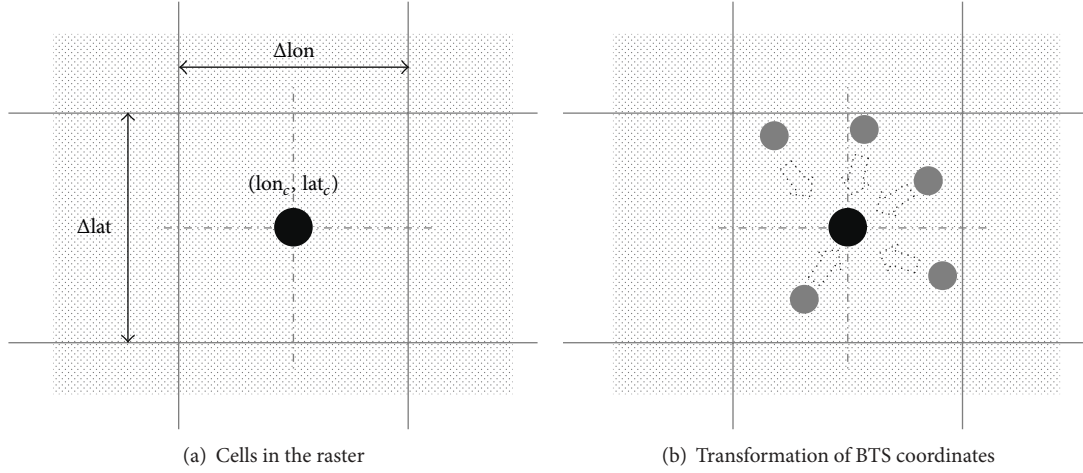 Δlon
(lon_c, lat_c)
Δlat
(a) Cells in the raster
(b) Transformation of BTS coordinates